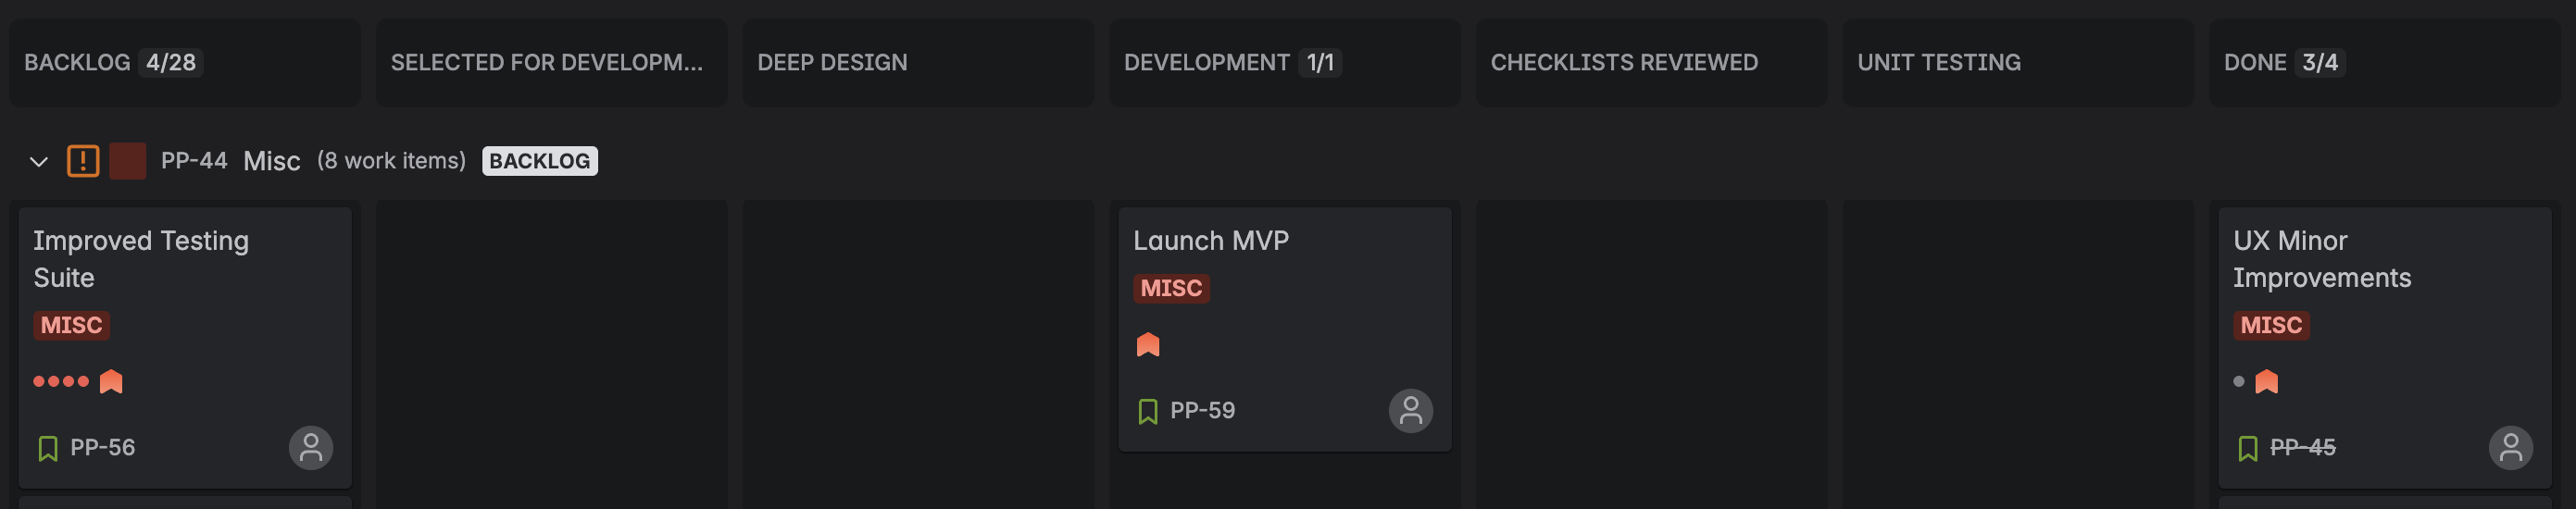 BACKLOG 4/28
SELECTED FOR DEVELOPM...
DEEP DESIGN
DEVELOPMENT 1/1
CHECKLISTS REVIEWED
UNIT TESTING
DONE 3/4
PP-44 Misc (8 work items) BACKLOG
Improved Testing
Suite
MISC
PP-56
Launch MVP
MISC
PP-59
UX Minor
Improvements
MISC
PP-45